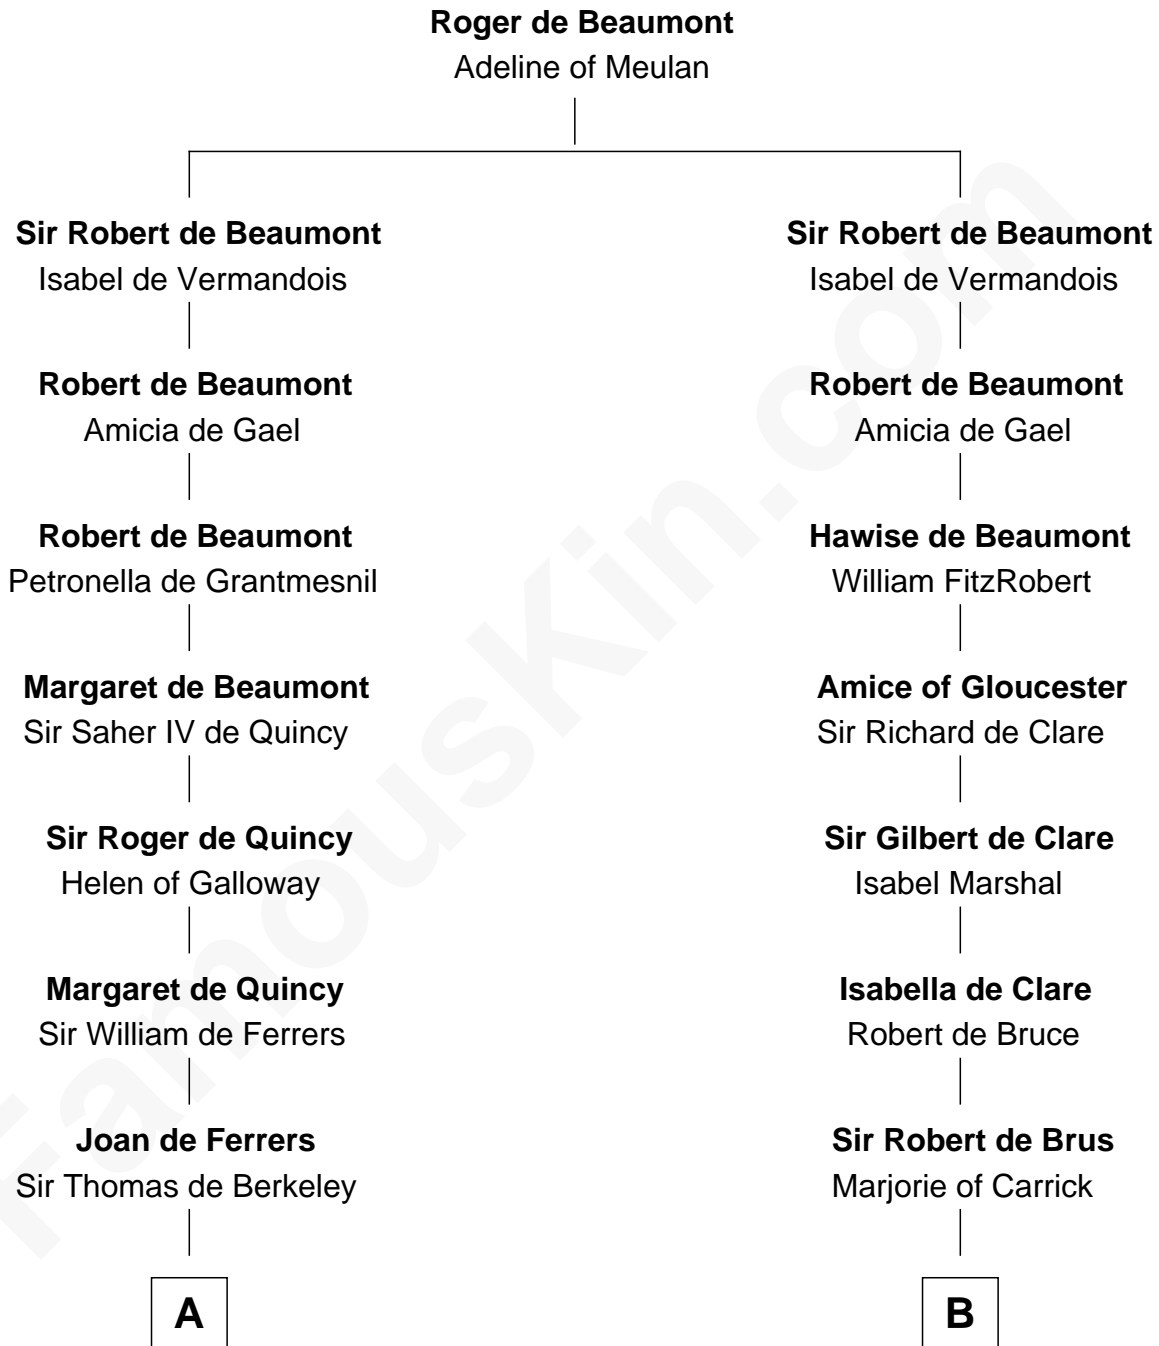 Roger de Beaumont
Adeline of Meulan
Sir Robert de Beaumont
Isabel de Vermandois
Sir Robert de Beaumont
Isabel de Vermandois
Robert de Beaumont
Amicia de Gael
Robert de Beaumont
Amicia de Gael
Robert de Beaumont
Petronella de Grantmesnil
Hawise de Beaumont
William FitzRobert
Margaret de Beaumont
Sir Saher IV de Quincy
Amice of Gloucester
Sir Richard de Clare
Sir Roger de Quincy
Helen of Galloway
Sir Gilbert de Clare
Isabel Marshal
Margaret de Quincy
Sir William de Ferrers
Isabella de Clare
Robert de Bruce
Joan de Ferrers
Sir Thomas de Berkeley
Sir Robert de Brus
Marjorie of Carrick
A
B
FamousKin.com